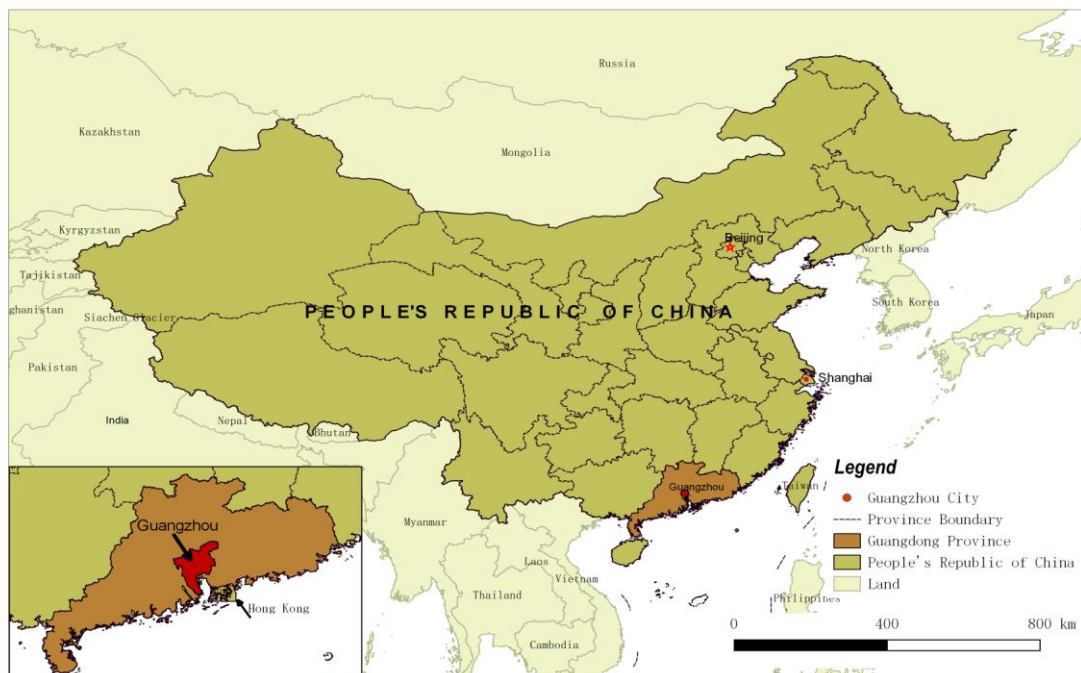 Russia
Kazakhstan
Mongolia
Kyrgyzstan
Beijing
North Korea
Tajikistan
ghanistan
Siachen Glacier
PEOPLE'S REPUBLIC OF CHINA
South Korea
Japan
Pakistan
Shanghai
India
Nepal
Bhutan
Guangzhou
Taiwan
Myanmar
Laos
Vietnam
Thailand
Cambodia
Philippines
Guangzhou
Hong Kong
Legend
Guangzhou City
Province Boundary
Guangdong Province
People's Republic of China
Land
0 400 800 km